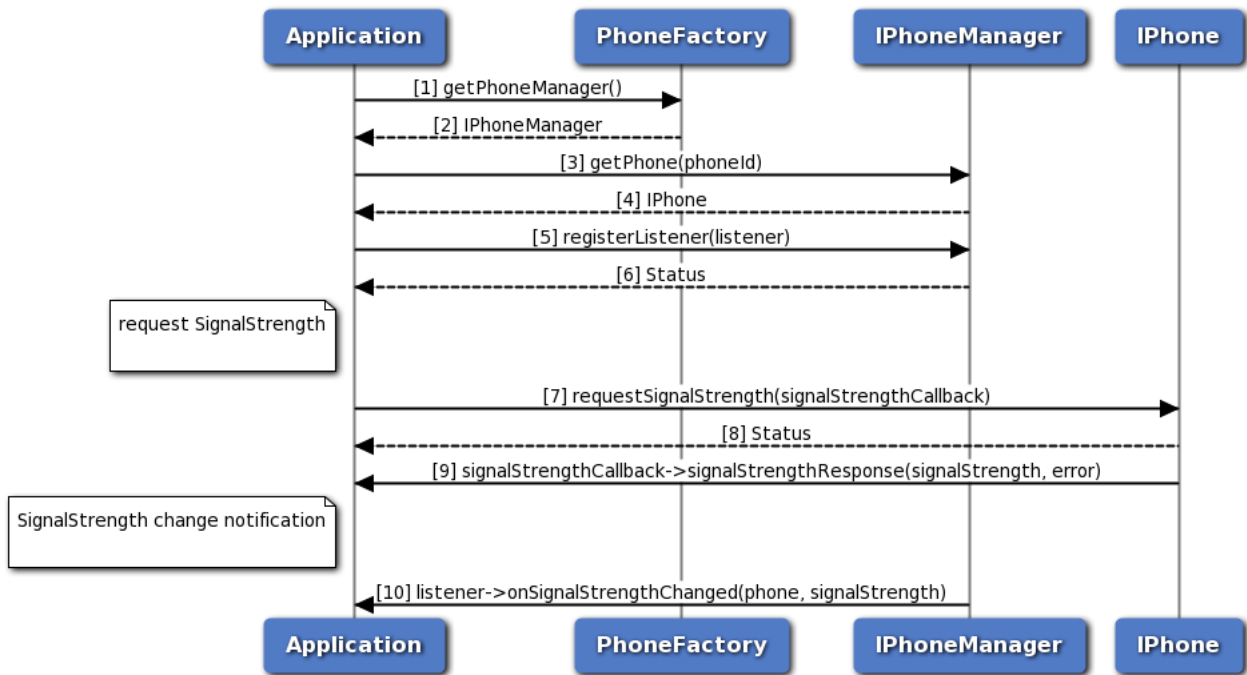 Application
PhoneFactory
IPhoneManager
IPhone
[1] getPhoneManager()
[2] IPhoneManager
[3] getPhone(phoneId)
[4] IPhone
[5] registerListener(listener)
[6] Status
request SignalStrength
[7] requestSignalStrength(signalStrengthCallback)
[8] Status
[9] signalStrengthCallback->signalStrengthResponse(signalStrength, error)
SignalStrength change notification
[10] listener->onSignalStrengthChanged(phone, signalStrength)
Application
PhoneFactory
IPhoneManager
IPhone